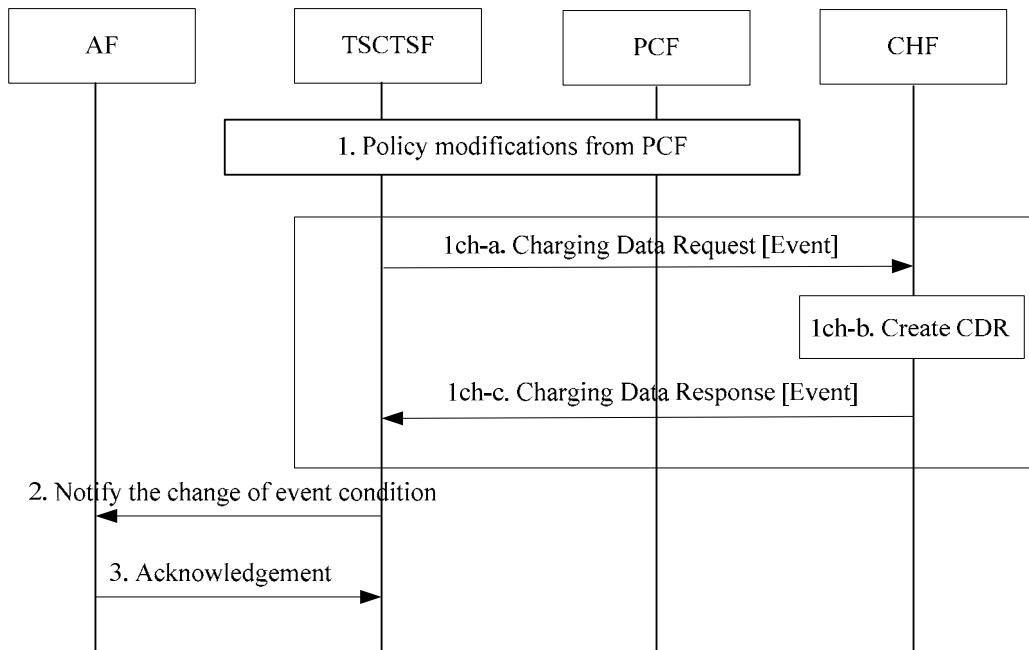 AF
TSCTSF
PCF
CHF
1. Policy modifications from PCF
1ch-a. Charging Data Request [Event]
1ch-b. Create CDR
1ch-c. Charging Data Response [Event]
2. Notify the change of event condition
3. Acknowledgement